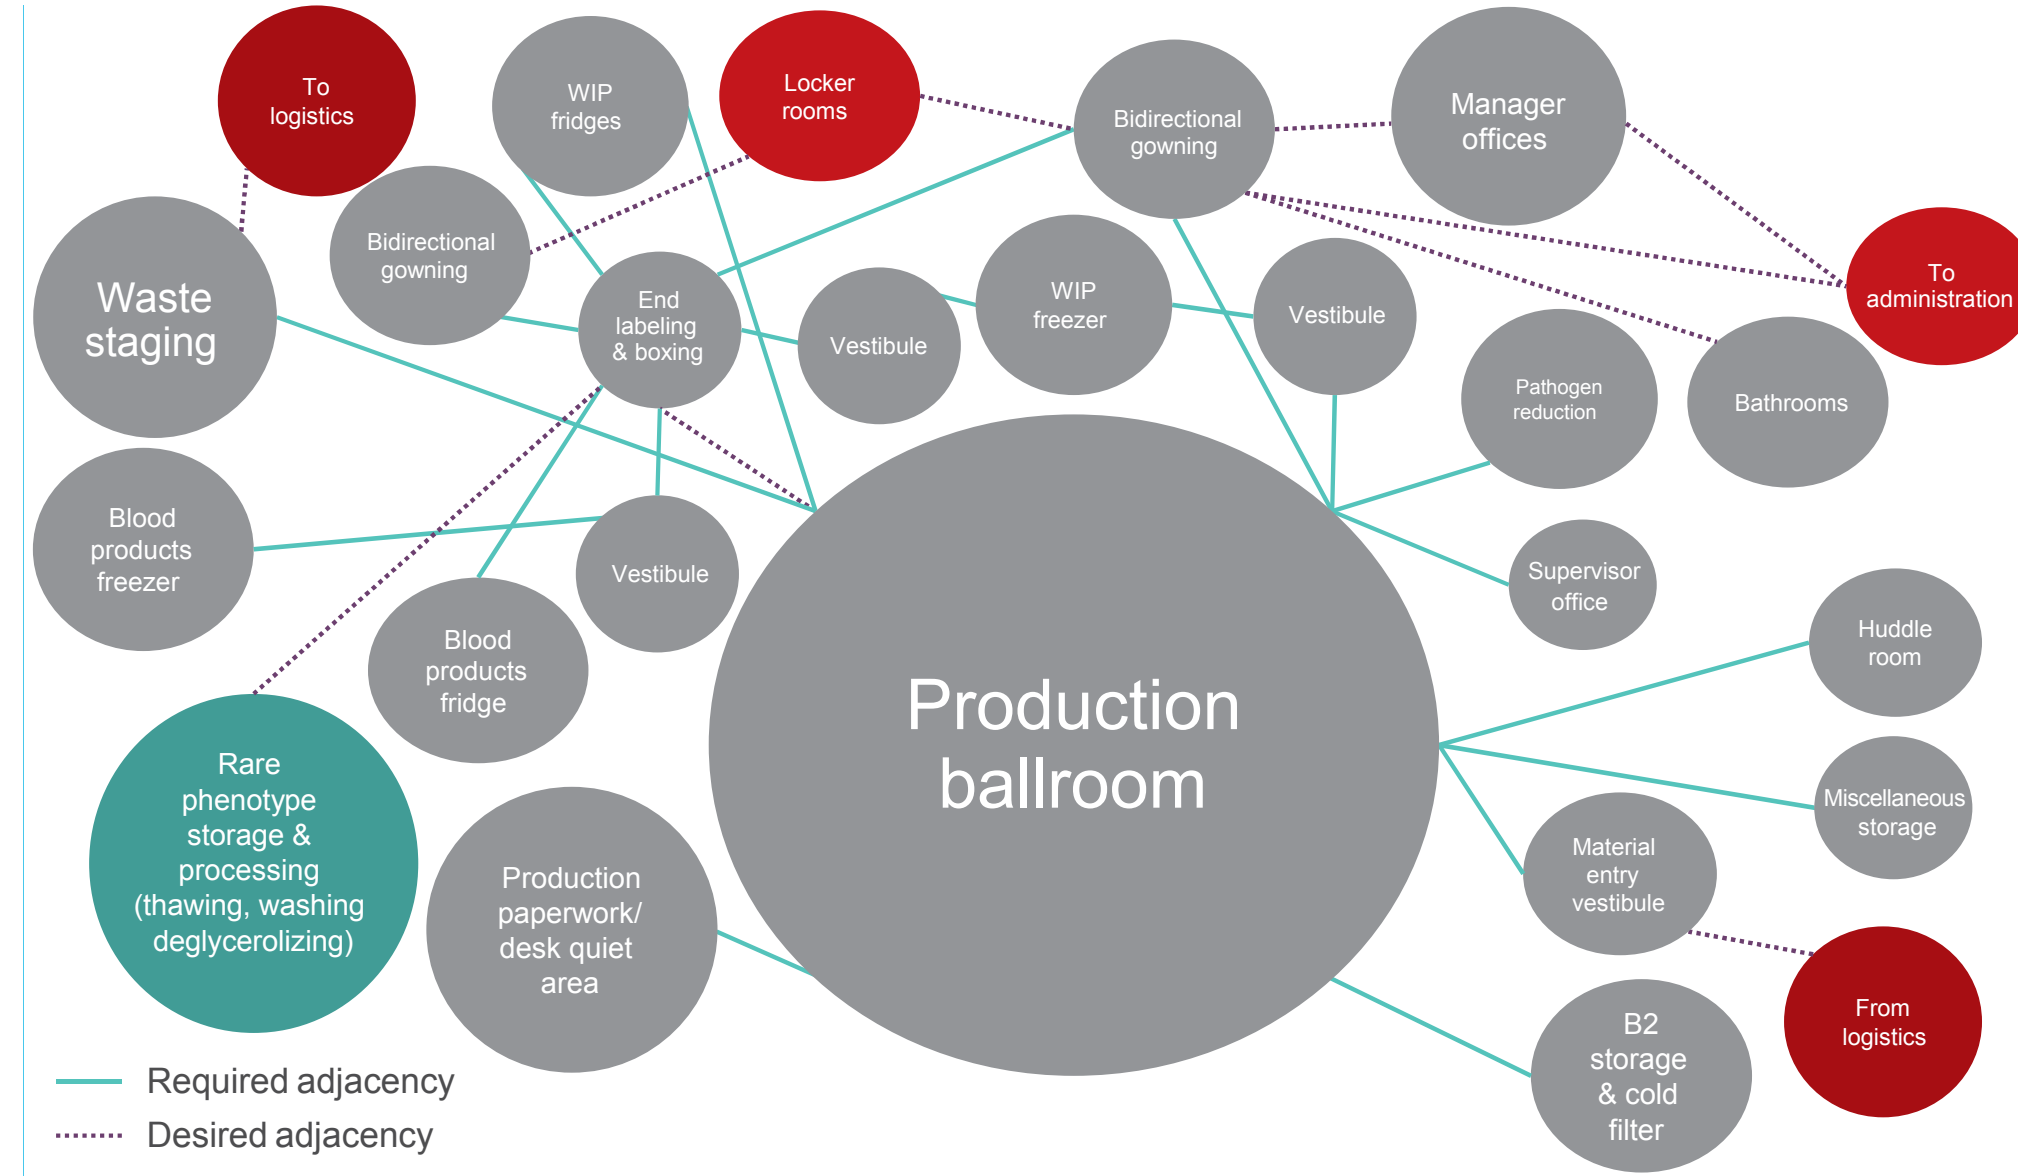 To
logistics
WIP
fridges
Locker
rooms
Bidirectional
gowning
Manager
offices
Bidirectional
gowning
Waste
staging
End
labeling
& boxing
Vestibule
WIP
freezer
Vestibule
To
administration
Pathogen
reduction
Bathrooms
Blood
products
freezer
Vestibule
Supervisor
office
Blood
products
fridge
Huddle
room
Production
ballroom
Rare
phenotype
storage &
processing
(thawing, washing
deglycerolizing)
Miscellaneous
storage
Production
paperwork/
desk quiet
area
Material
entry
vestibule
From
logistics
B2
storage
& cold
filter
Required adjacency
Desired adjacency